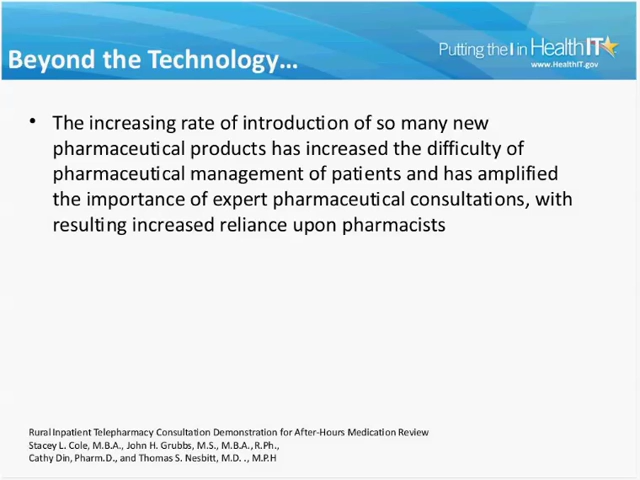 Beyond the Technology...
Putting the I in Health IT
www.HealthIT.gov
• The increasing rate of introduction of so many new
pharmaceutical products has increased the difficulty of
pharmaceutical management of patients and has amplified
the importance of expert pharmaceutical consultations, with
resulting increased reliance upon pharmacists
Rural Inpatient Telepharmacy Consultation Demonstration for After-Hours Medication Review
Stacey L. Cole, M.B.A., John H. Grubbs, M.S., M.B.A., R.Ph.,
Cathy Din, Pharm.D., and Thomas S. Nesbitt, M.D. ., M.P.H